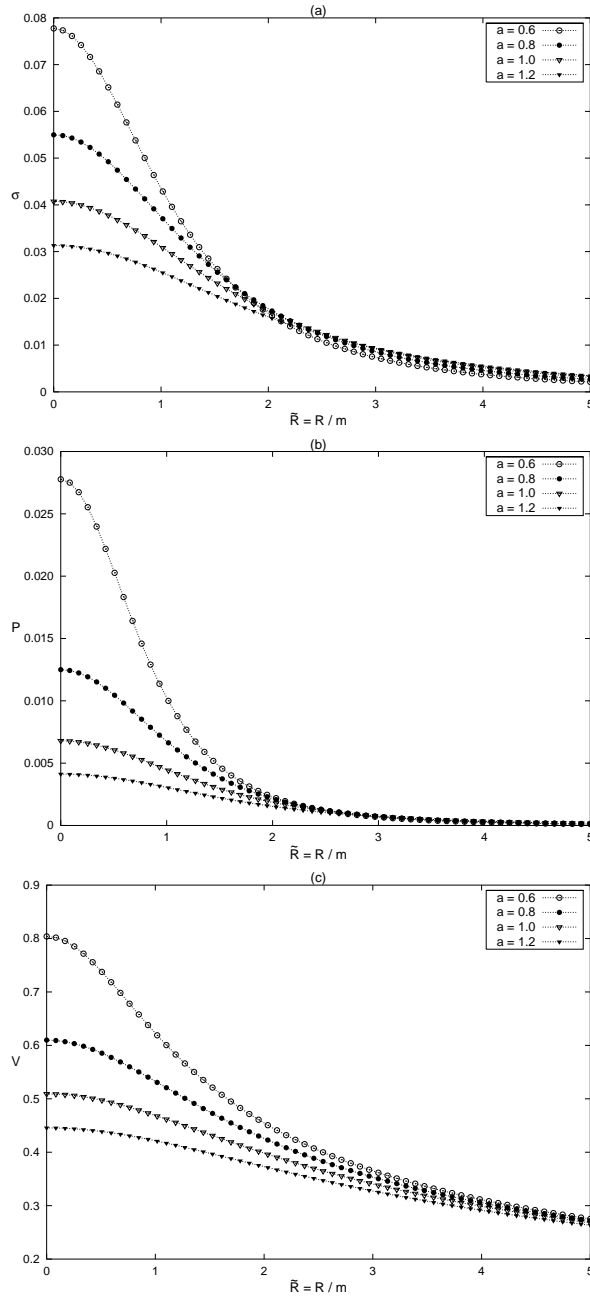 (a)
0.08
0.07
0.06
0.05
σ
0.04
0.03
0.02
0.01
0
0 1 2 3 4 5
R̃ = R / m
a = 0.6
a = 0.8
a = 1.0
a = 1.2
(b)
0.030
0.025
0.020
P
0.015
0.010
0.005
0
0 1 2 3 4 5
R̃ = R / m
a = 0.6
a = 0.8
a = 1.0
a = 1.2
(c)
0.9
0.8
0.7
0.6
V
0.5
0.4
0.3
0.2
0 1 2 3 4 5
R̃ = R / m
a = 0.6
a = 0.8
a = 1.0
a = 1.2